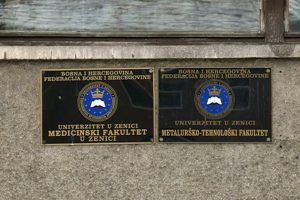 BOSNA I HERCEGOVINA
FEDERACIJA BOSNE I HERCEGOVINE
UNIVERZITET U ZENICI
MEDICINSKI FAKULTET
U ZENICI
BOSNA I HERCEGOVINA
FEDERACIJA BOSNE I HERCEGOVINE
UNIVERZITET U ZENICI
METALURŠKO-TEHNOLOŠKI FAKULTET